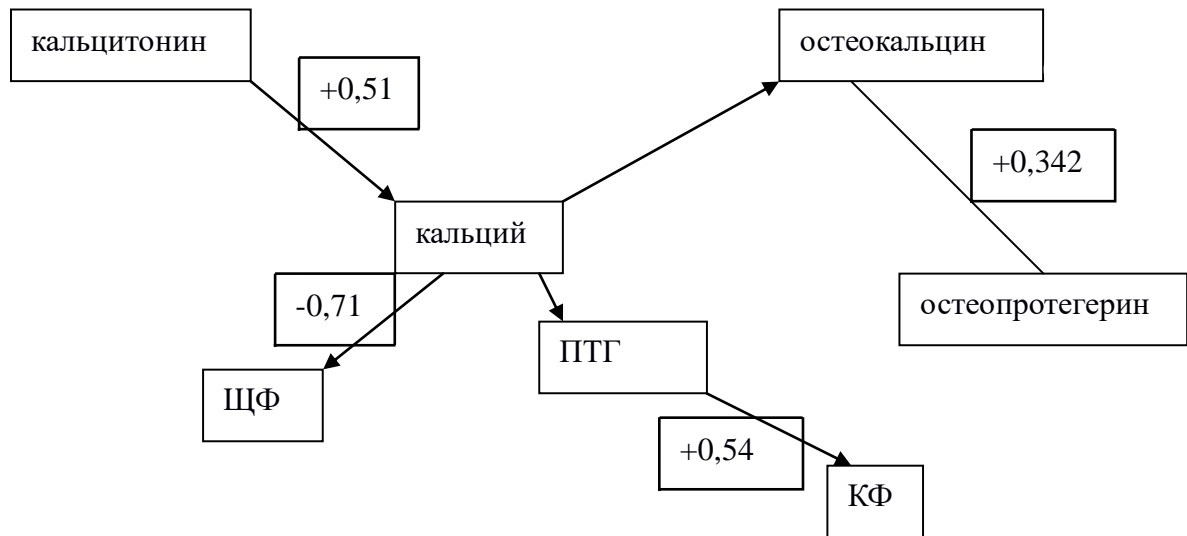 кальцитонин
остеокальцин
+0,51
+0,342
кальций
-0,71
остеопротегерин
ПТГ
ЩФ
+0,54
КФ